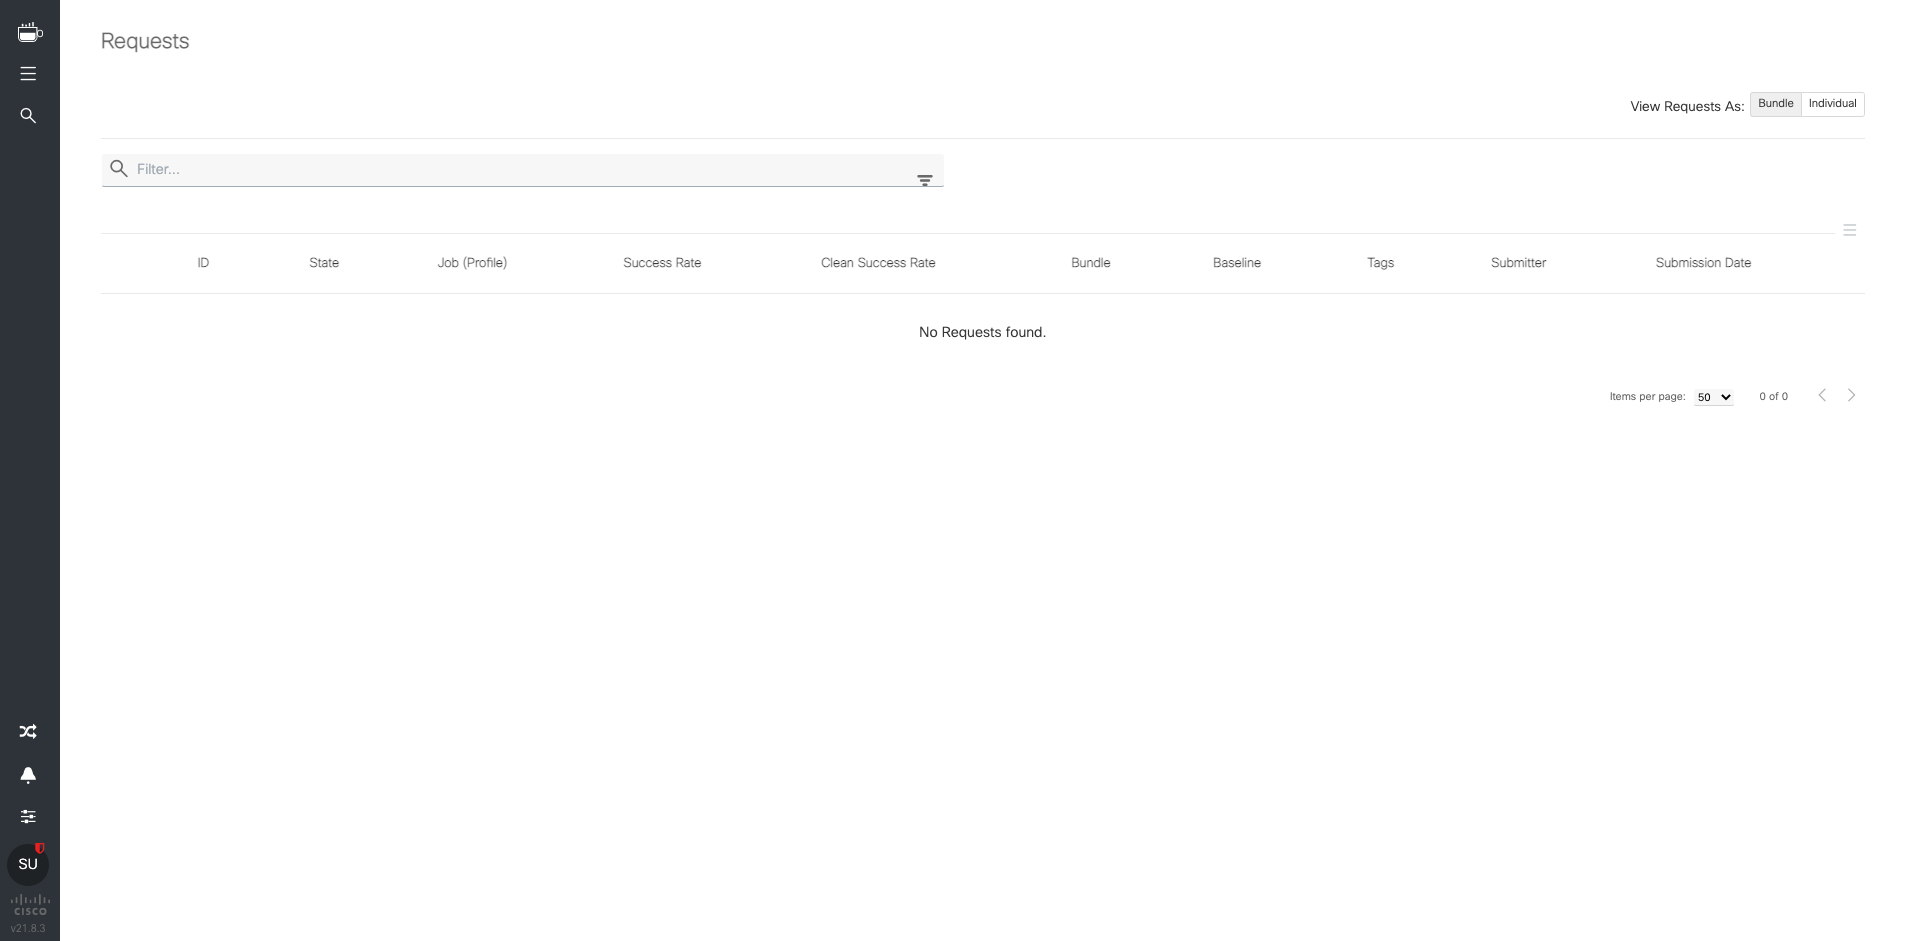 Requests
View Requests As: Bundle Individual
Filter...
ID State Job (Profile) Success Rate Clean Success Rate Bundle Baseline Tags Submitter Submission Date
No Requests found.
Items per page: 50 0 of 0
SU
CISCO
v21.8.3